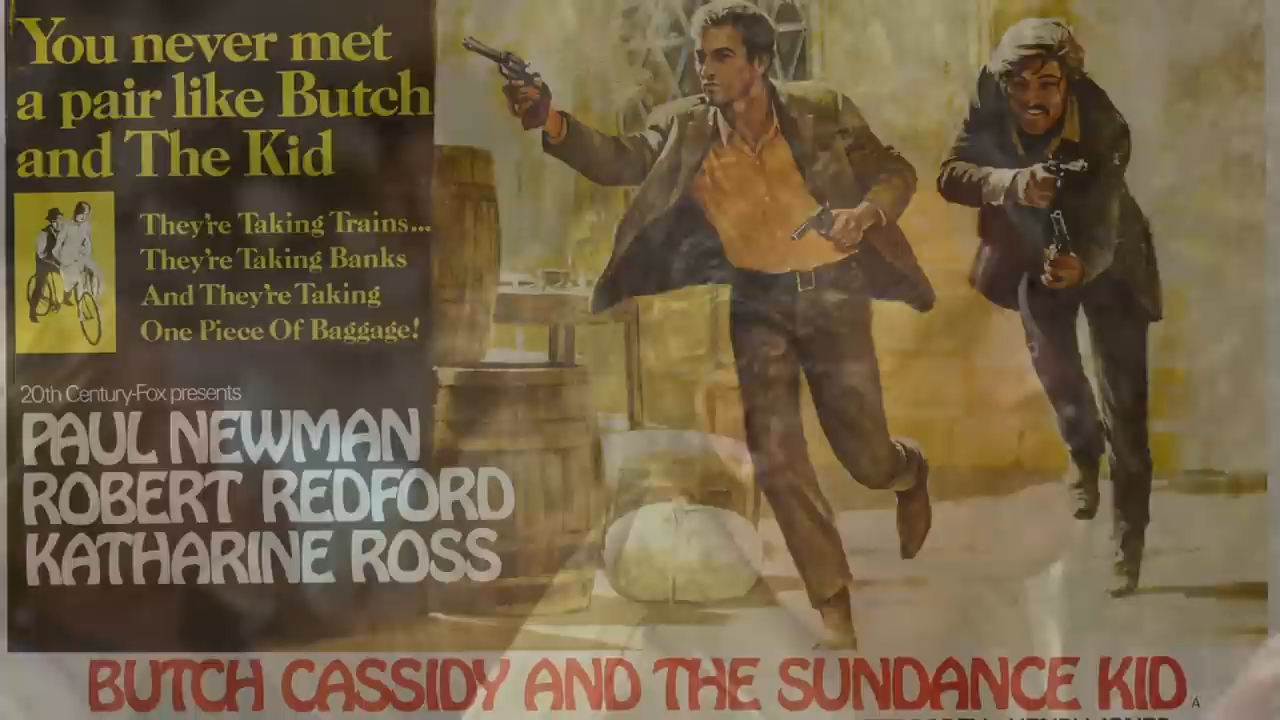 You never met
a pair like Butch
and The Kid
They're Taking Trains...
They're Taking Banks
And They're Taking
One Piece Of Baggage!
20th Century-Fox presents
PAUL NEWMAN
ROBERT REDFORD
KATHARINE ROSS
BUTCH CASSIDY AND THE SUNDANCE KID A